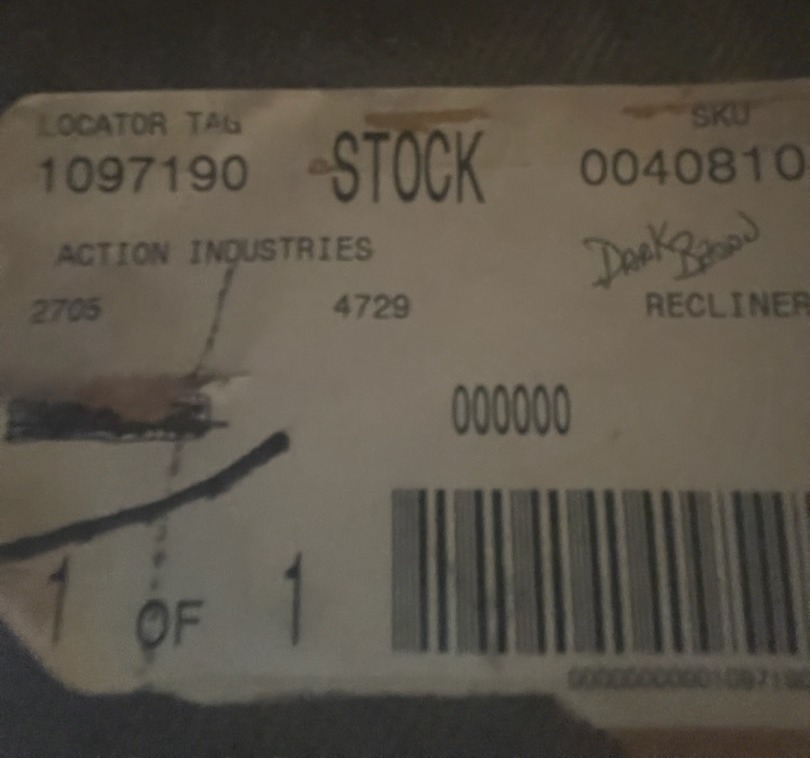 LOCATOR TAG STOCK SKU
1097190 0040810
ACTION INDUSTRIES Dark Brown
2705 4729 RECLINER
000000
1 OF 1